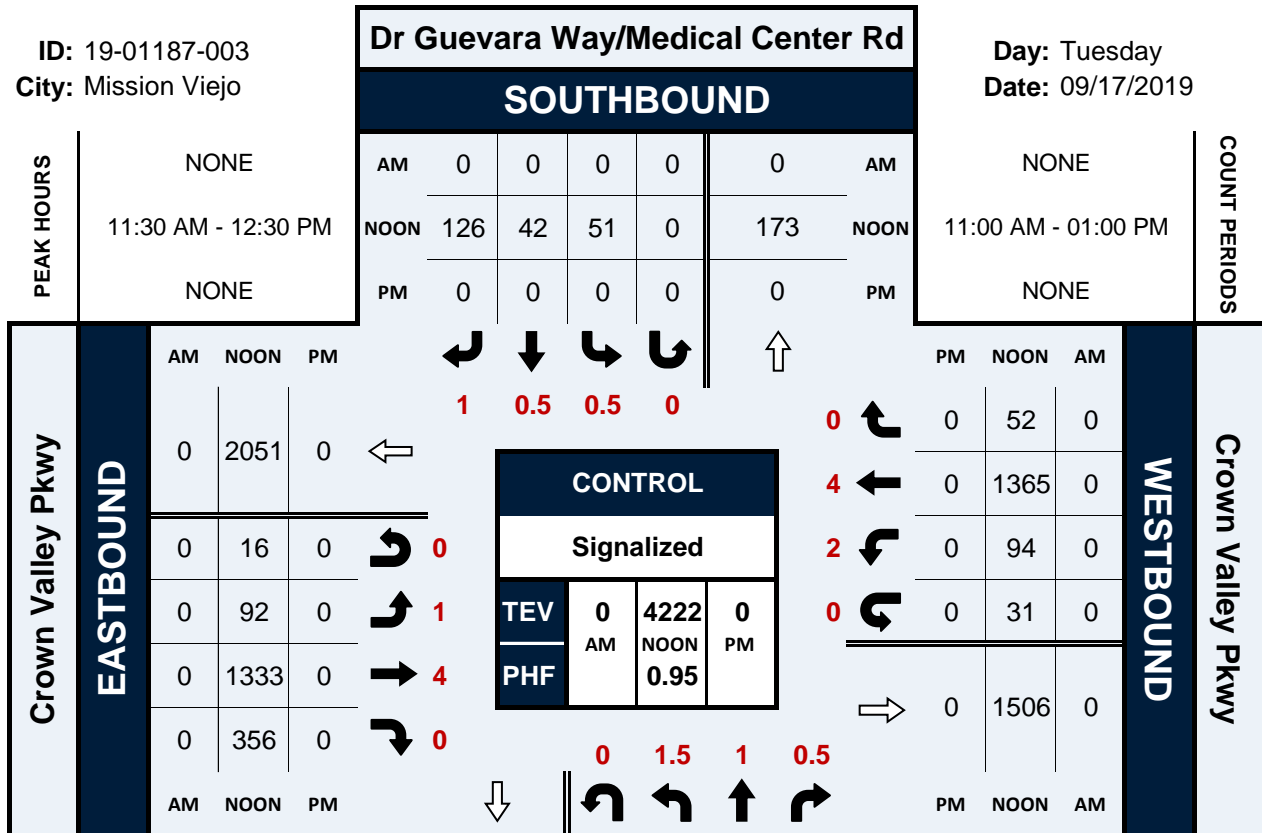 Dr Guevara Way/Medical Center Rd
ID: 19-01187-003
City: Mission Viejo
Day: Tuesday
Date: 09/17/2019
SOUTHBOUND
PEAK HOURS
NONE
11:30 AM - 12:30 PM
NONE
AM 0 0 0 0 0 AM
NOON 126 42 51 0 173 NOON
PM 0 0 0 0 0 PM
NONE
11:00 AM - 01:00 PM
NONE
COUNT PERIODS
1 0.5 0.5 0
Crown Valley Pkwy
EASTBOUND
AM NOON PM
0 2051 0
0 16 0 0
0 92 0 1
0 1333 0 4
0 356 0 0
AM NOON PM
CONTROL
Signalized
TEV 0 4222 0
AM NOON PM
PHF 0.95
PM NOON AM
0 0 52 0
4 0 1365 0
2 0 94 0
0 0 31 0
0 1506 0
PM NOON AM
WESTBOUND
Crown Valley Pkwy
0 1.5 1 0.5